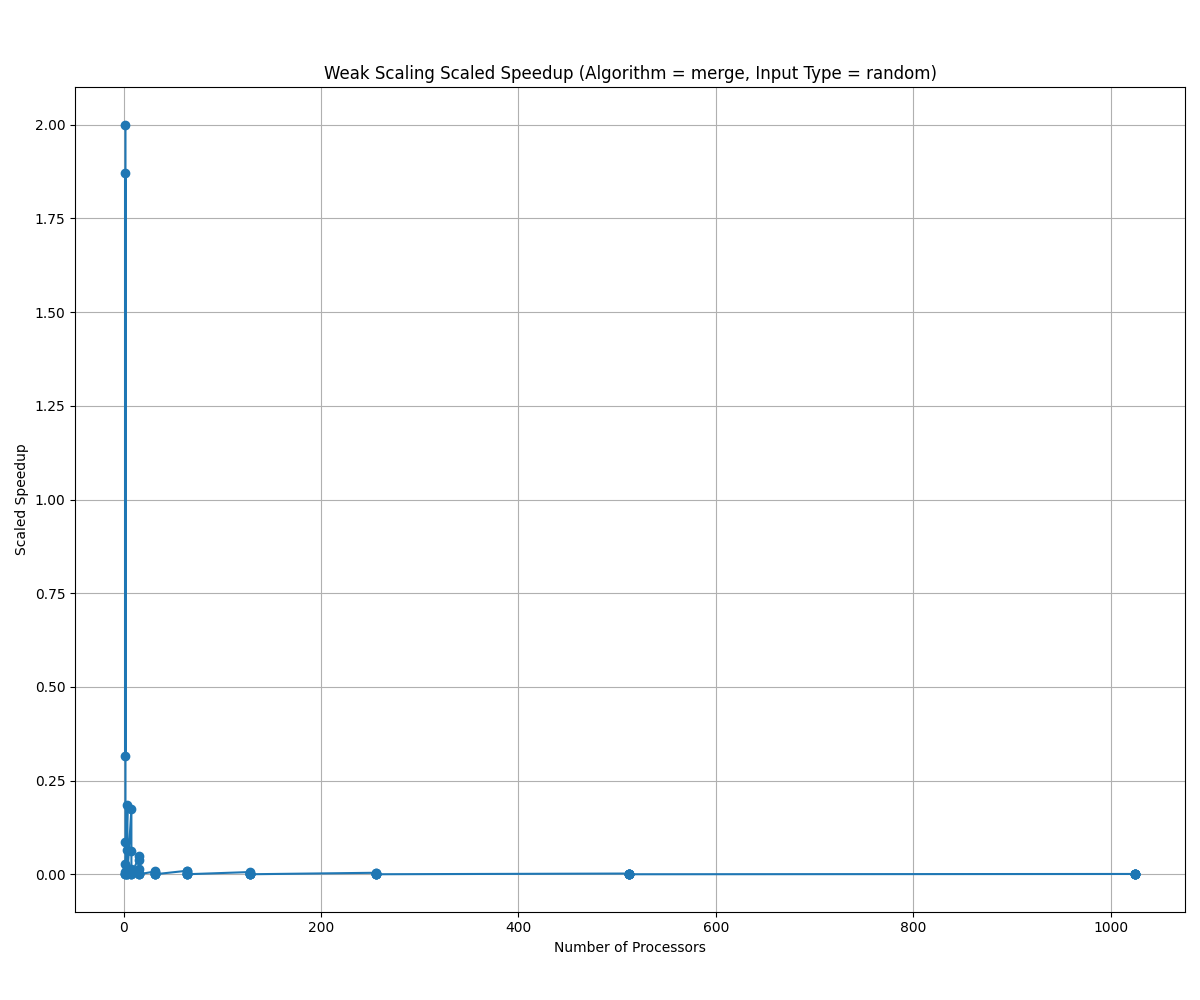 Weak Scaling Scaled Speedup (Algorithm = merge, Input Type = random)
2.00
1.75
1.50
1.25
1.00
0.75
0.50
0.25
0.00
Scaled Speedup
0 200 400 600 800 1000
Number of Processors